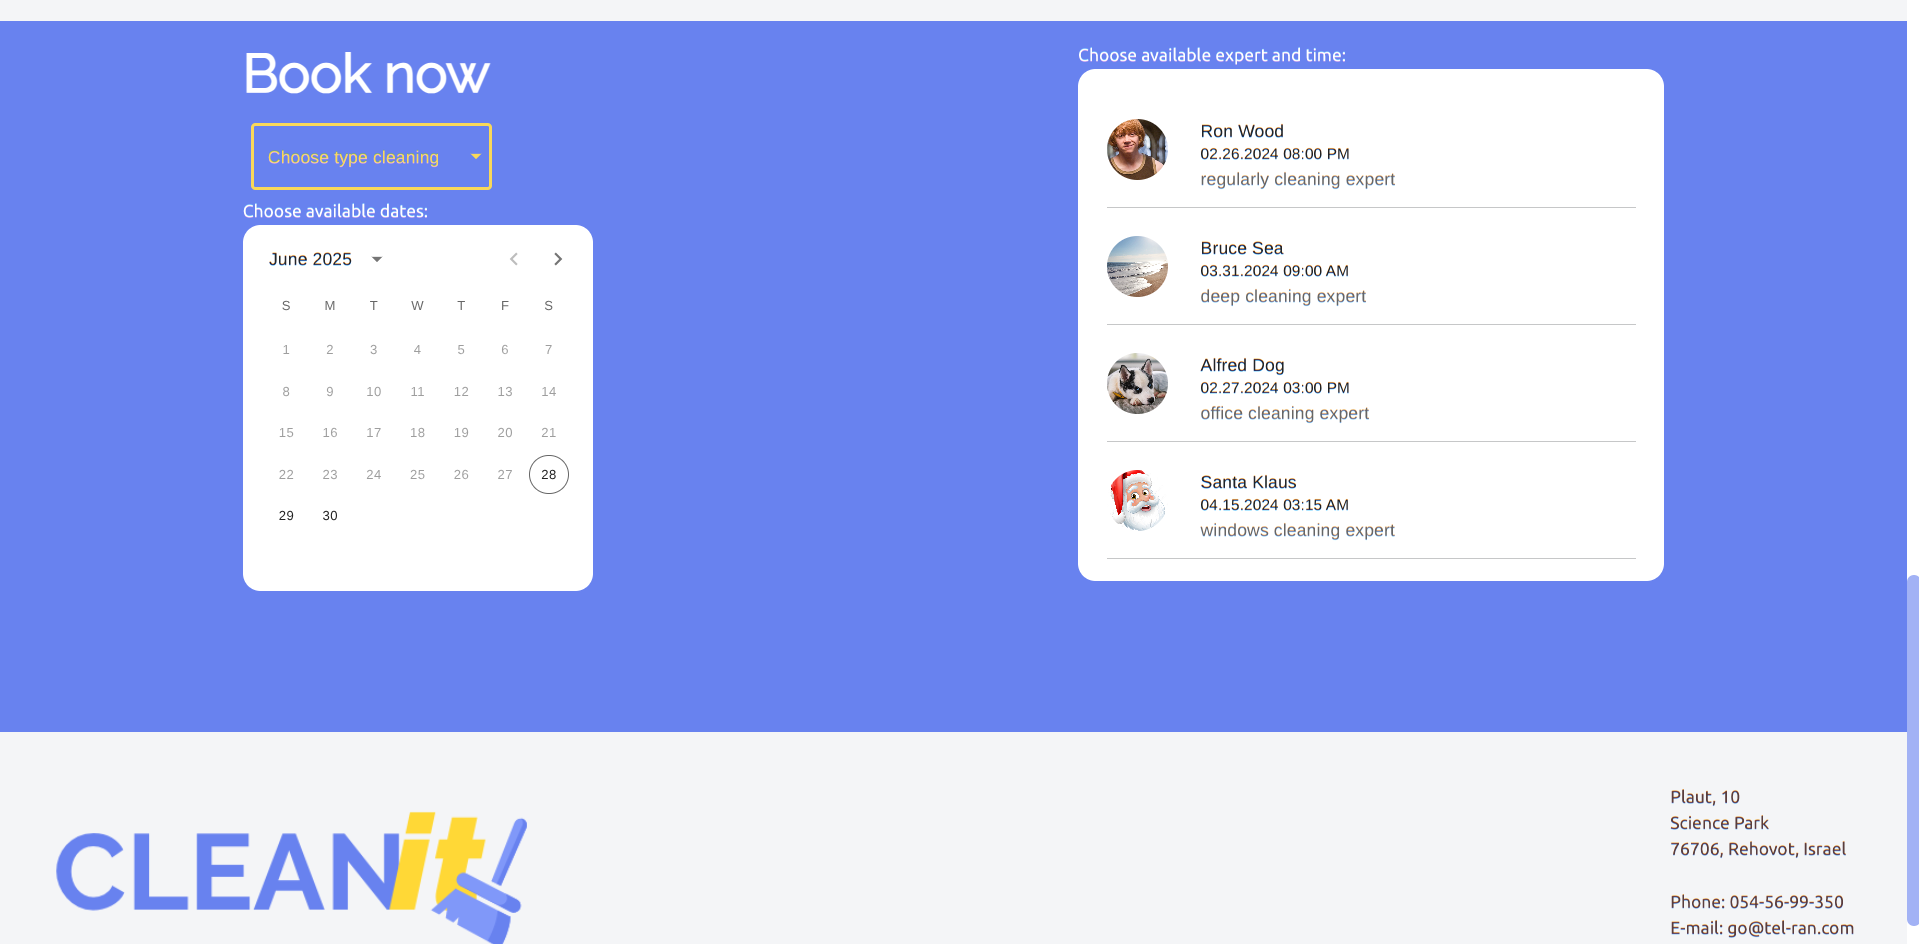 Book now
Choose type cleaning
Choose available dates:
June 2025
S M T W T F S
1 2 3 4 5 6 7
8 9 10 11 12 13 14
15 16 17 18 19 20 21
22 23 24 25 26 27 28
29 30
Choose available expert and time:
Ron Wood
02.26.2024 08:00 PM
regularly cleaning expert
Bruce Sea
03.31.2024 09:00 AM
deep cleaning expert
Alfred Dog
02.27.2024 03:00 PM
office cleaning expert
Santa Klaus
04.15.2024 03:15 AM
windows cleaning expert
CLEANit
Plaut, 10
Science Park
76706, Rehovot, Israel
Phone: 054-56-99-350
E-mail: go@tel-ran.com